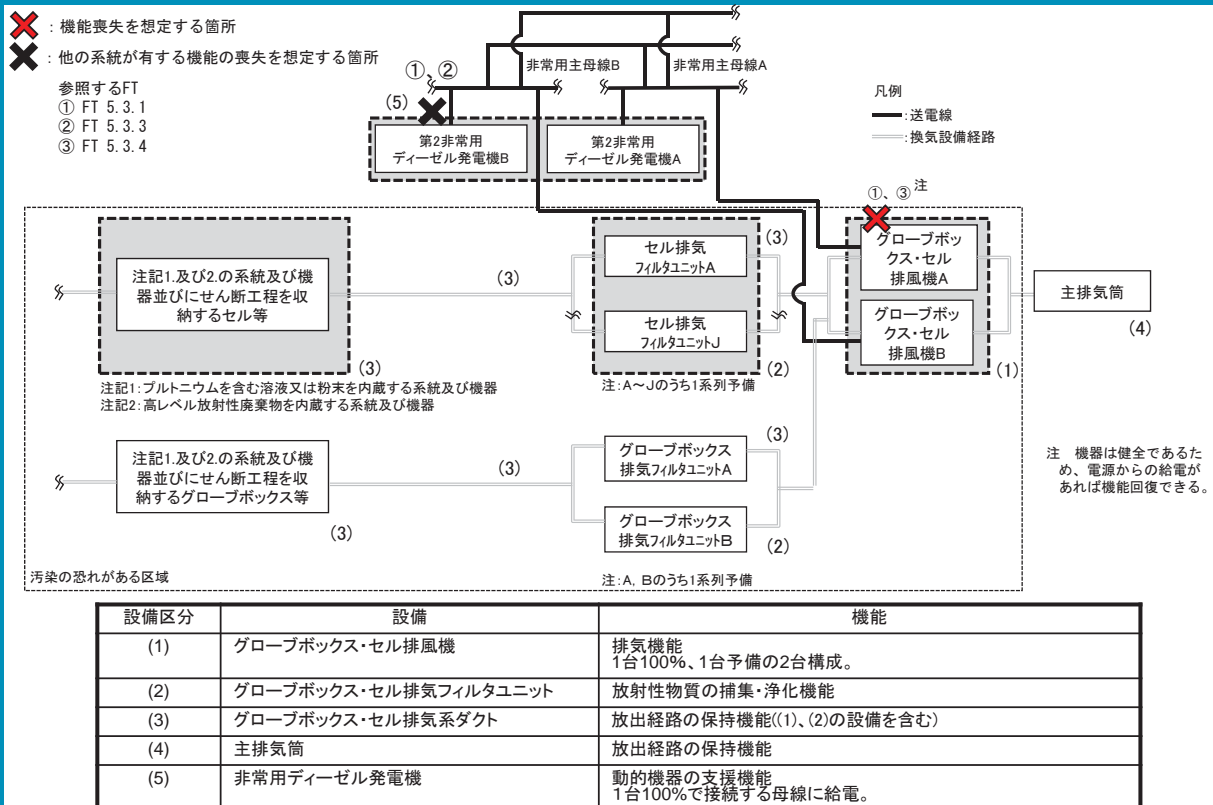 ：機能喪失を想定する箇所
：他の系統が有する機能の喪失を想定する箇所
参照するFT
① FT 5.3.1
② FT 5.3.3
③ FT 5.3.4
①、②
非常用主母線B
非常用主母線A
(5)
第2非常用
ディーゼル発電機B
第2非常用
ディーゼル発電機A
凡例
:送電線
:換気設備経路
①、③注
注記1.及び2.の系統及び機
器並びにせん断工程を収
納するセル等
(3)
(3)
セル排気
フィルタユニットA
(3)
セル排気
フィルタユニットJ
(2)
注:A～Jのうち1系列予備
グローブボッ
クス・セル
排風機A
グローブボッ
クス・セル
排風機B
(1)
主排気筒
(4)
注記1:プルトニウムを含む溶液又は粉末を内蔵する系統及び機器
注記2:高レベル放射性廃棄物を内蔵する系統及び機器
注記1.及び2.の系統及び機
器並びにせん断工程を収
納するグローブボックス等
(3)
(3)
グローブボックス
排気フィルタユニットA
(3)
グローブボックス
排気フィルタユニットB
(2)
注:A, Bのうち1系列予備
注　機器は健全であるた
め、電源からの給電が
あれば機能回復できる。
汚染の恐れがある区域
設備区分 設備 機能
(1) グローブボックス・セル排風機 排気機能
1台100%、1台予備の2台構成。
(2) グローブボックス・セル排気フィルタユニット 放射性物質の捕集・浄化機能
(3) グローブボックス・セル排気系ダクト 放出経路の保持機能((1)、(2)の設備を含む)
(4) 主排気筒 放出経路の保持機能
(5) 非常用ディーゼル発電機 動的機器の支援機能
1台100%で接続する母線に給電。